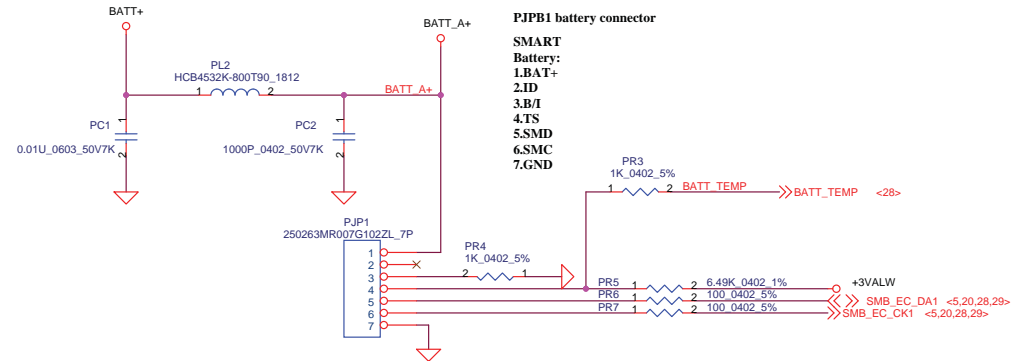 BATT+
BATT_A+
PJPB1 battery connector
SMART
Battery:
1.BAT+
2.ID
3.B/I
4.TS
5.SMD
6.SMC
7.GND
PL2
HCB4532K-800T90_1812
1 2
BATT_A+
PC1
0.01U_0603_50V7K
1
2
PC2
1000P_0402_50V7K
1
2
PR3
1K_0402_5%
1 2
BATT_TEMP
BATT_TEMP <28>
PJP1
250263MR007G102ZL_7P
1
2
3
4
5
6
7
PR4
1K_0402_5%
2 1
PR5 1 2 6.49K_0402_1%
+3VALW
PR6 1 2 100_0402_5%
SMB_EC_DA1 <5,20,28,29>
PR7 1 2 100_0402_5%
SMB_EC_CK1 <5,20,28,29>